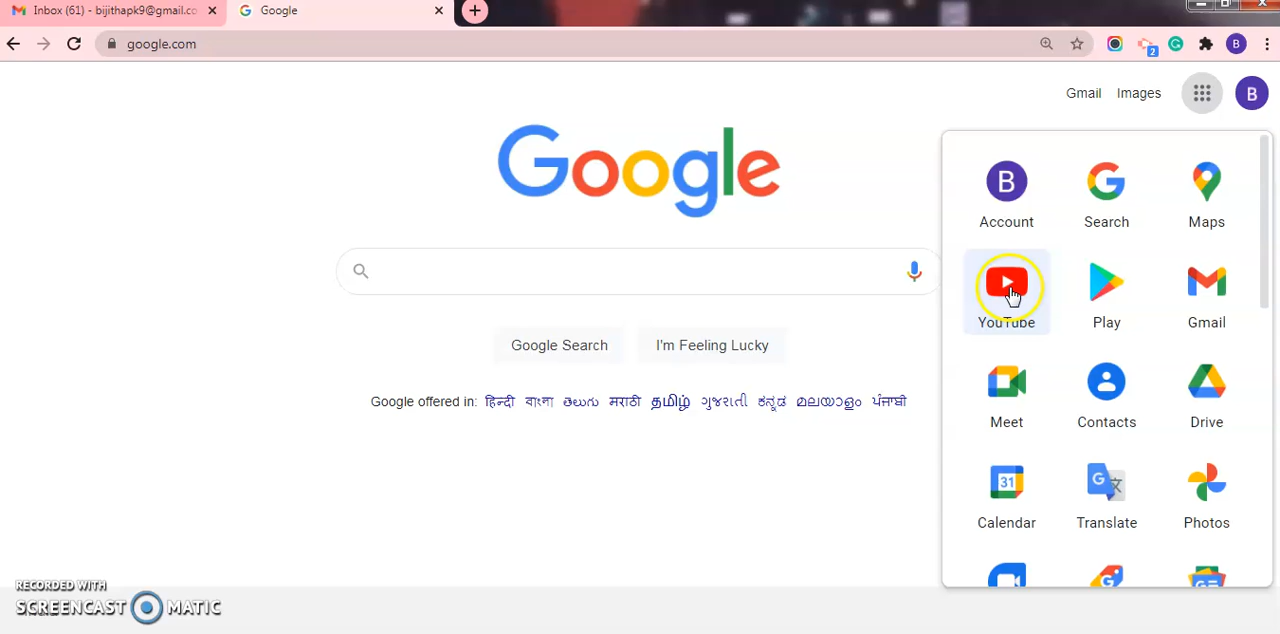 Inbox (61) - bijithapk9@gmail.co
Google
google.com
2
B
Gmail Images B
Google
B
Account Search Maps
YouTube Play Gmail
Meet Contacts Drive
31
Calendar Translate Photos
Google Search I'm Feeling Lucky
Google offered in: हिन्दी বাংলা తెలుగు मराठी தமிழ் ગુજરાતી ಕನ್ನಡ മലയാളം ਪੰਜਾਬੀ
RECORDED WITH
SCREENCAST MATIC